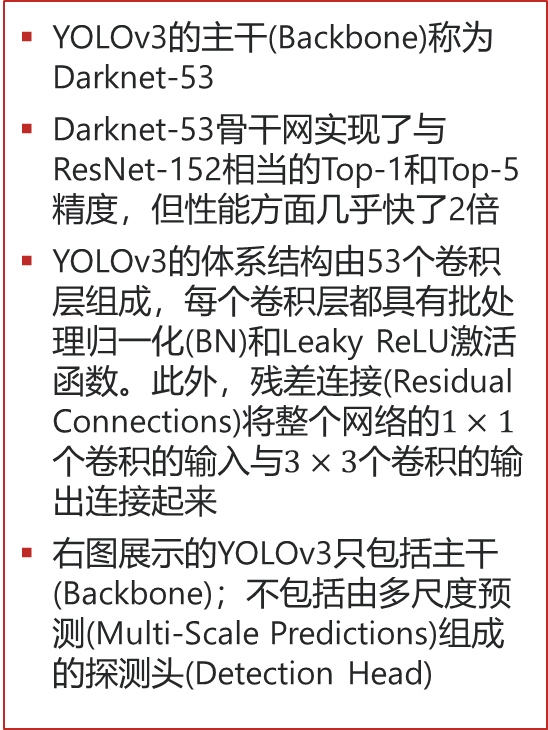 ▪ YOLOv3的主干(Backbone)称为
Darknet-53
▪ Darknet-53骨干网实现了与
ResNet-152相当的Top-1和Top-5
精度，但性能方面几乎快了2倍
▪ YOLOv3的体系结构由53个卷积
层组成，每个卷积层都具有批处
理归一化(BN)和Leaky ReLU激活
函数。此外，残差连接(Residual
Connections)将整个网络的1 × 1
个卷积的输入与3 × 3个卷积的输
出连接起来
▪ 右图展示的YOLOv3只包括主干
(Backbone)；不包括由多尺度预
测(Multi-Scale Predictions)组成
的探测头(Detection Head)